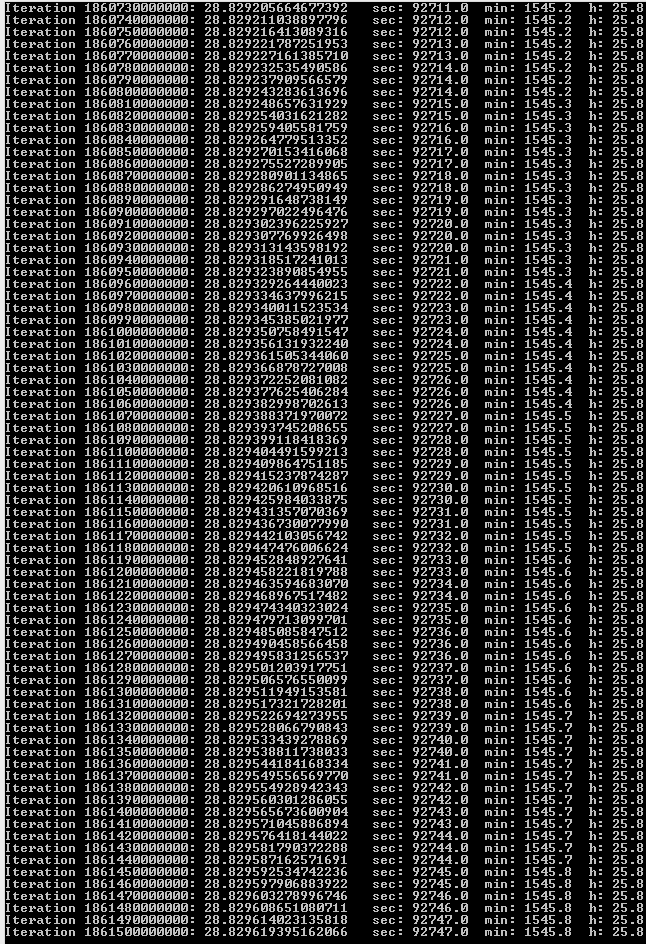 Iteration 1860730000000: 28.829205664677392 sec: 92711.0 min: 1545.2 h: 25.8
Iteration 1860740000000: 28.829211038897796 sec: 92712.0 min: 1545.2 h: 25.8
Iteration 1860750000000: 28.829216413089316 sec: 92712.0 min: 1545.2 h: 25.8
Iteration 1860760000000: 28.829221787251953 sec: 92713.0 min: 1545.2 h: 25.8
Iteration 1860770000000: 28.829227161385710 sec: 92713.0 min: 1545.2 h: 25.8
Iteration 1860780000000: 28.829232535490586 sec: 92714.0 min: 1545.2 h: 25.8
Iteration 1860790000000: 28.829237909566579 sec: 92714.0 min: 1545.2 h: 25.8
Iteration 1860800000000: 28.829243283613696 sec: 92715.0 min: 1545.2 h: 25.8
Iteration 1860810000000: 28.829248657631929 sec: 92715.0 min: 1545.3 h: 25.8
Iteration 1860820000000: 28.829254031621282 sec: 92715.0 min: 1545.3 h: 25.8
Iteration 1860830000000: 28.829259405581759 sec: 92716.0 min: 1545.3 h: 25.8
Iteration 1860840000000: 28.829264779513352 sec: 92716.0 min: 1545.3 h: 25.8
Iteration 1860850000000: 28.829270153416068 sec: 92717.0 min: 1545.3 h: 25.8
Iteration 1860860000000: 28.829275527289905 sec: 92717.0 min: 1545.3 h: 25.8
Iteration 1860870000000: 28.829280901134865 sec: 92718.0 min: 1545.3 h: 25.8
Iteration 1860880000000: 28.829286274950949 sec: 92718.0 min: 1545.3 h: 25.8
Iteration 1860890000000: 28.829291648738149 sec: 92719.0 min: 1545.3 h: 25.8
Iteration 1860900000000: 28.829297022496476 sec: 92719.0 min: 1545.3 h: 25.8
Iteration 1860910000000: 28.829302396225927 sec: 92720.0 min: 1545.3 h: 25.8
Iteration 1860920000000: 28.829307769926498 sec: 92720.0 min: 1545.3 h: 25.8
Iteration 1860930000000: 28.829313143598192 sec: 92720.0 min: 1545.3 h: 25.8
Iteration 1860940000000: 28.829318517241013 sec: 92721.0 min: 1545.3 h: 25.8
Iteration 1860950000000: 28.829323890854955 sec: 92721.0 min: 1545.3 h: 25.8
Iteration 1860960000000: 28.829329264440023 sec: 92722.0 min: 1545.4 h: 25.8
Iteration 1860970000000: 28.829334637996215 sec: 92722.0 min: 1545.4 h: 25.8
Iteration 1860980000000: 28.829340011523534 sec: 92723.0 min: 1545.4 h: 25.8
Iteration 1860990000000: 28.829345385021977 sec: 92723.0 min: 1545.4 h: 25.8
Iteration 1861000000000: 28.829350758491547 sec: 92724.0 min: 1545.4 h: 25.8
Iteration 1861010000000: 28.829356131932240 sec: 92724.0 min: 1545.4 h: 25.8
Iteration 1861020000000: 28.829361505344060 sec: 92725.0 min: 1545.4 h: 25.8
Iteration 1861030000000: 28.829366878727008 sec: 92725.0 min: 1545.4 h: 25.8
Iteration 1861040000000: 28.829372252081082 sec: 92726.0 min: 1545.4 h: 25.8
Iteration 1861050000000: 28.829377625406284 sec: 92726.0 min: 1545.4 h: 25.8
Iteration 1861060000000: 28.829382998702613 sec: 92726.0 min: 1545.4 h: 25.8
Iteration 1861070000000: 28.829388371970072 sec: 92727.0 min: 1545.5 h: 25.8
Iteration 1861080000000: 28.829393745208655 sec: 92727.0 min: 1545.5 h: 25.8
Iteration 1861090000000: 28.829399118418369 sec: 92728.0 min: 1545.5 h: 25.8
Iteration 1861100000000: 28.829404491599213 sec: 92728.0 min: 1545.5 h: 25.8
Iteration 1861110000000: 28.829409864751185 sec: 92729.0 min: 1545.5 h: 25.8
Iteration 1861120000000: 28.829415237874287 sec: 92729.0 min: 1545.5 h: 25.8
Iteration 1861130000000: 28.829420610968516 sec: 92730.0 min: 1545.5 h: 25.8
Iteration 1861140000000: 28.829425984033875 sec: 92730.0 min: 1545.5 h: 25.8
Iteration 1861150000000: 28.829431357070369 sec: 92731.0 min: 1545.5 h: 25.8
Iteration 1861160000000: 28.829436730077990 sec: 92731.0 min: 1545.5 h: 25.8
Iteration 1861170000000: 28.829442103056742 sec: 92732.0 min: 1545.5 h: 25.8
Iteration 1861180000000: 28.829447476006624 sec: 92732.0 min: 1545.5 h: 25.8
Iteration 1861190000000: 28.829452848927641 sec: 92733.0 min: 1545.5 h: 25.8
Iteration 1861200000000: 28.829458221819788 sec: 92733.0 min: 1545.6 h: 25.8
Iteration 1861210000000: 28.829463594683070 sec: 92734.0 min: 1545.6 h: 25.8
Iteration 1861220000000: 28.829468967517482 sec: 92734.0 min: 1545.6 h: 25.8
Iteration 1861230000000: 28.829474340323024 sec: 92735.0 min: 1545.6 h: 25.8
Iteration 1861240000000: 28.829479713099701 sec: 92735.0 min: 1545.6 h: 25.8
Iteration 1861250000000: 28.829485085847512 sec: 92736.0 min: 1545.6 h: 25.8
Iteration 1861260000000: 28.829490458566458 sec: 92736.0 min: 1545.6 h: 25.8
Iteration 1861270000000: 28.829495831256537 sec: 92736.0 min: 1545.6 h: 25.8
Iteration 1861280000000: 28.829501203917751 sec: 92737.0 min: 1545.6 h: 25.8
Iteration 1861290000000: 28.829506576550099 sec: 92737.0 min: 1545.6 h: 25.8
Iteration 1861300000000: 28.829511949153581 sec: 92738.0 min: 1545.6 h: 25.8
Iteration 1861310000000: 28.829517321728201 sec: 92738.0 min: 1545.6 h: 25.8
Iteration 1861320000000: 28.829522694273955 sec: 92739.0 min: 1545.7 h: 25.8
Iteration 1861330000000: 28.829528066790843 sec: 92739.0 min: 1545.7 h: 25.8
Iteration 1861340000000: 28.829533439278869 sec: 92740.0 min: 1545.7 h: 25.8
Iteration 1861350000000: 28.829538811738033 sec: 92740.0 min: 1545.7 h: 25.8
Iteration 1861360000000: 28.829544184168334 sec: 92741.0 min: 1545.7 h: 25.8
Iteration 1861370000000: 28.829549556569770 sec: 92741.0 min: 1545.7 h: 25.8
Iteration 1861380000000: 28.829554928942343 sec: 92742.0 min: 1545.7 h: 25.8
Iteration 1861390000000: 28.829560301286055 sec: 92742.0 min: 1545.7 h: 25.8
Iteration 1861400000000: 28.829565673600904 sec: 92743.0 min: 1545.7 h: 25.8
Iteration 1861410000000: 28.829571045886894 sec: 92743.0 min: 1545.7 h: 25.8
Iteration 1861420000000: 28.829576418144022 sec: 92744.0 min: 1545.7 h: 25.8
Iteration 1861430000000: 28.829581790372288 sec: 92744.0 min: 1545.7 h: 25.8
Iteration 1861440000000: 28.829587162571691 sec: 92744.0 min: 1545.7 h: 25.8
Iteration 1861450000000: 28.829592534742236 sec: 92745.0 min: 1545.8 h: 25.8
Iteration 1861460000000: 28.829597906883922 sec: 92745.0 min: 1545.8 h: 25.8
Iteration 1861470000000: 28.829603278996746 sec: 92746.0 min: 1545.8 h: 25.8
Iteration 1861480000000: 28.829608651080711 sec: 92746.0 min: 1545.8 h: 25.8
Iteration 1861490000000: 28.829614023135818 sec: 92747.0 min: 1545.8 h: 25.8
Iteration 1861500000000: 28.829619395162066 sec: 92747.0 min: 1545.8 h: 25.8